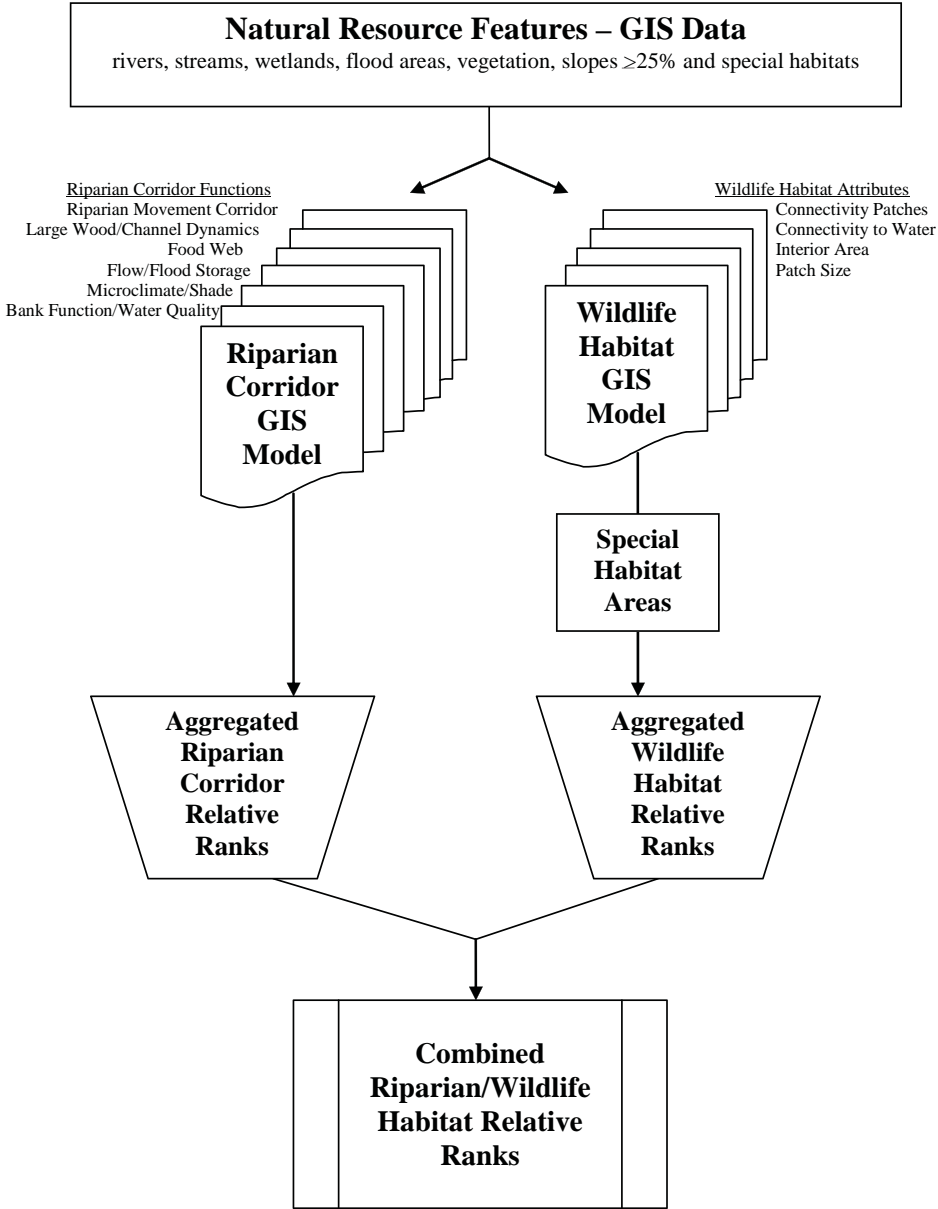 Natural Resource Features – GIS Data
rivers, streams, wetlands, flood areas, vegetation, slopes ≥25% and special habitats
Riparian Corridor Functions
Riparian Movement Corridor
Large Wood/Channel Dynamics
Food Web
Flow/Flood Storage
Microclimate/Shade
Bank Function/Water Quality
Wildlife Habitat Attributes
Connectivity Patches
Connectivity to Water
Interior Area
Patch Size
Riparian
Corridor
GIS
Model
Wildlife
Habitat
GIS
Model
Special
Habitat
Areas
Aggregated
Riparian
Corridor
Relative
Ranks
Aggregated
Wildlife
Habitat
Relative
Ranks
Combined
Riparian/Wildlife
Habitat Relative
Ranks